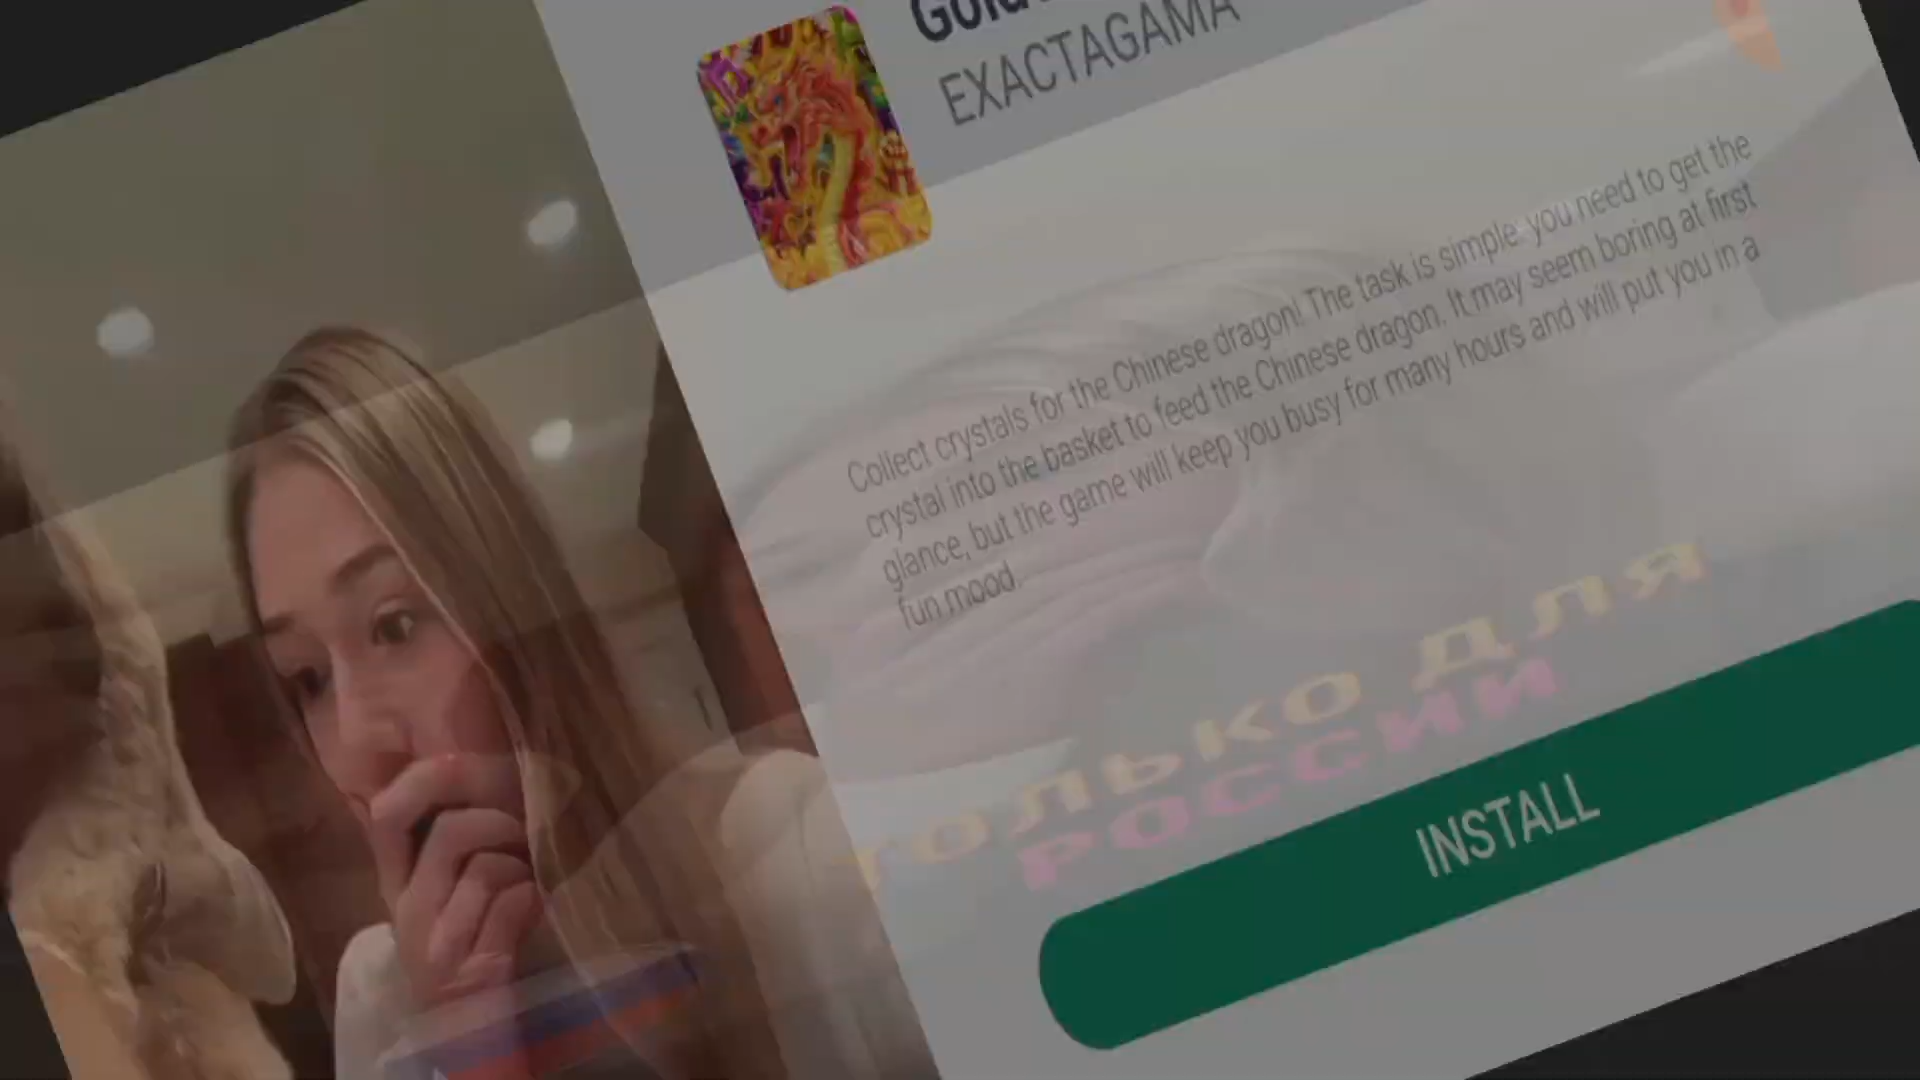 EXACTAGAMA
Collect crystals for the Chinese dragon! The task is simple: you need to get the
crystal into the basket to feed the Chinese dragon. It may seem boring at first
glance, but the game will keep you busy for many hours and will put you in a
fun mood.
ТОЛЬКО ДЛЯ
РОССИИ
INSTALL